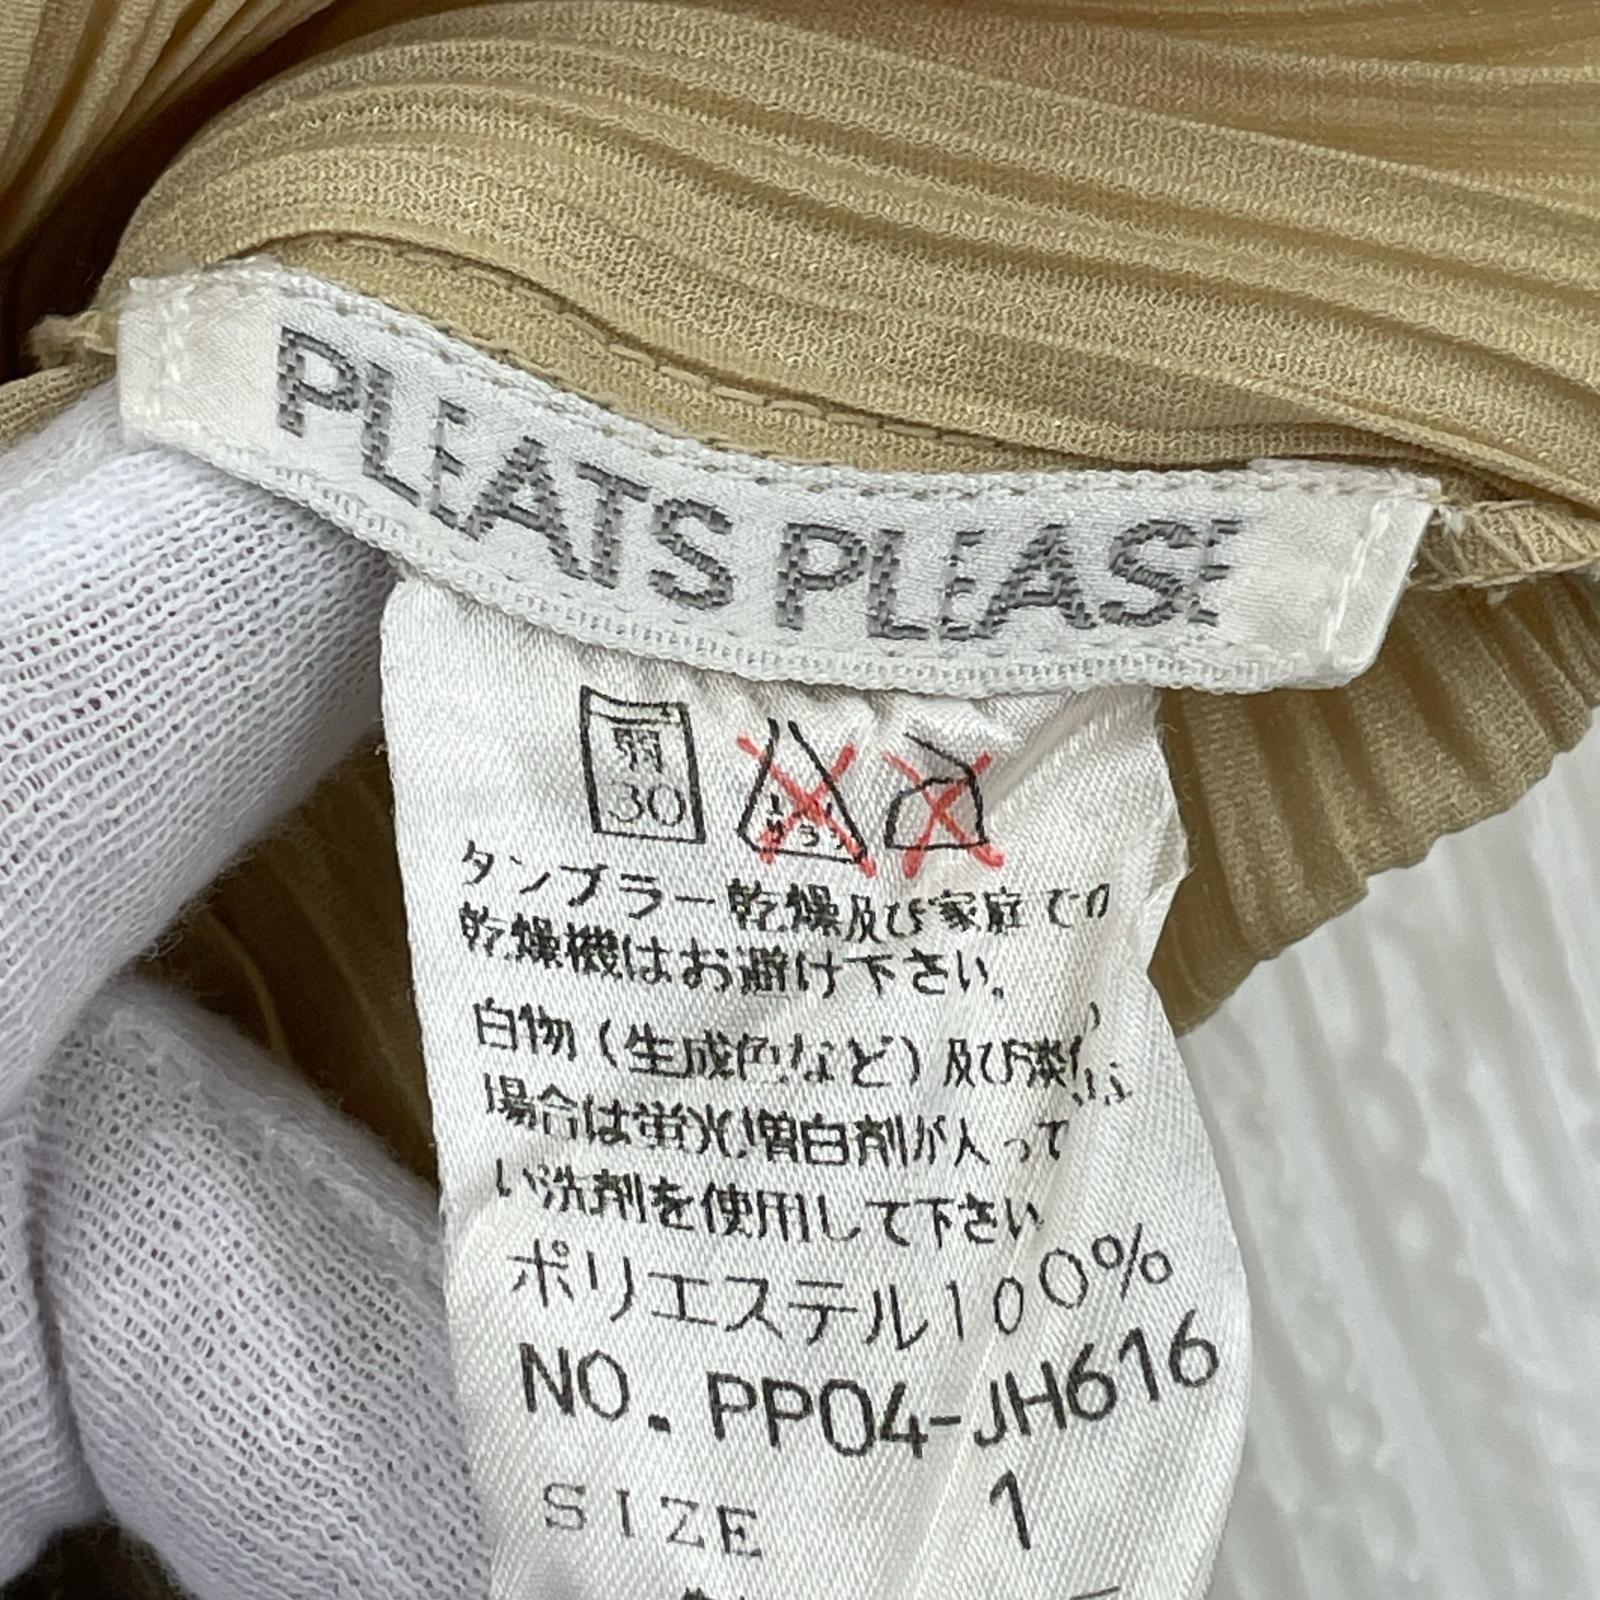 PLEATS PLEASE
弱
30
タンブラー乾燥及び家庭での
乾燥機はお避け下さい。
白物（生成色など）及び淡
場合は蛍光増白剤が入って
い洗剤を使用して下さい
ポリエステル100%
NO. PP04-JH616
SIZE 1